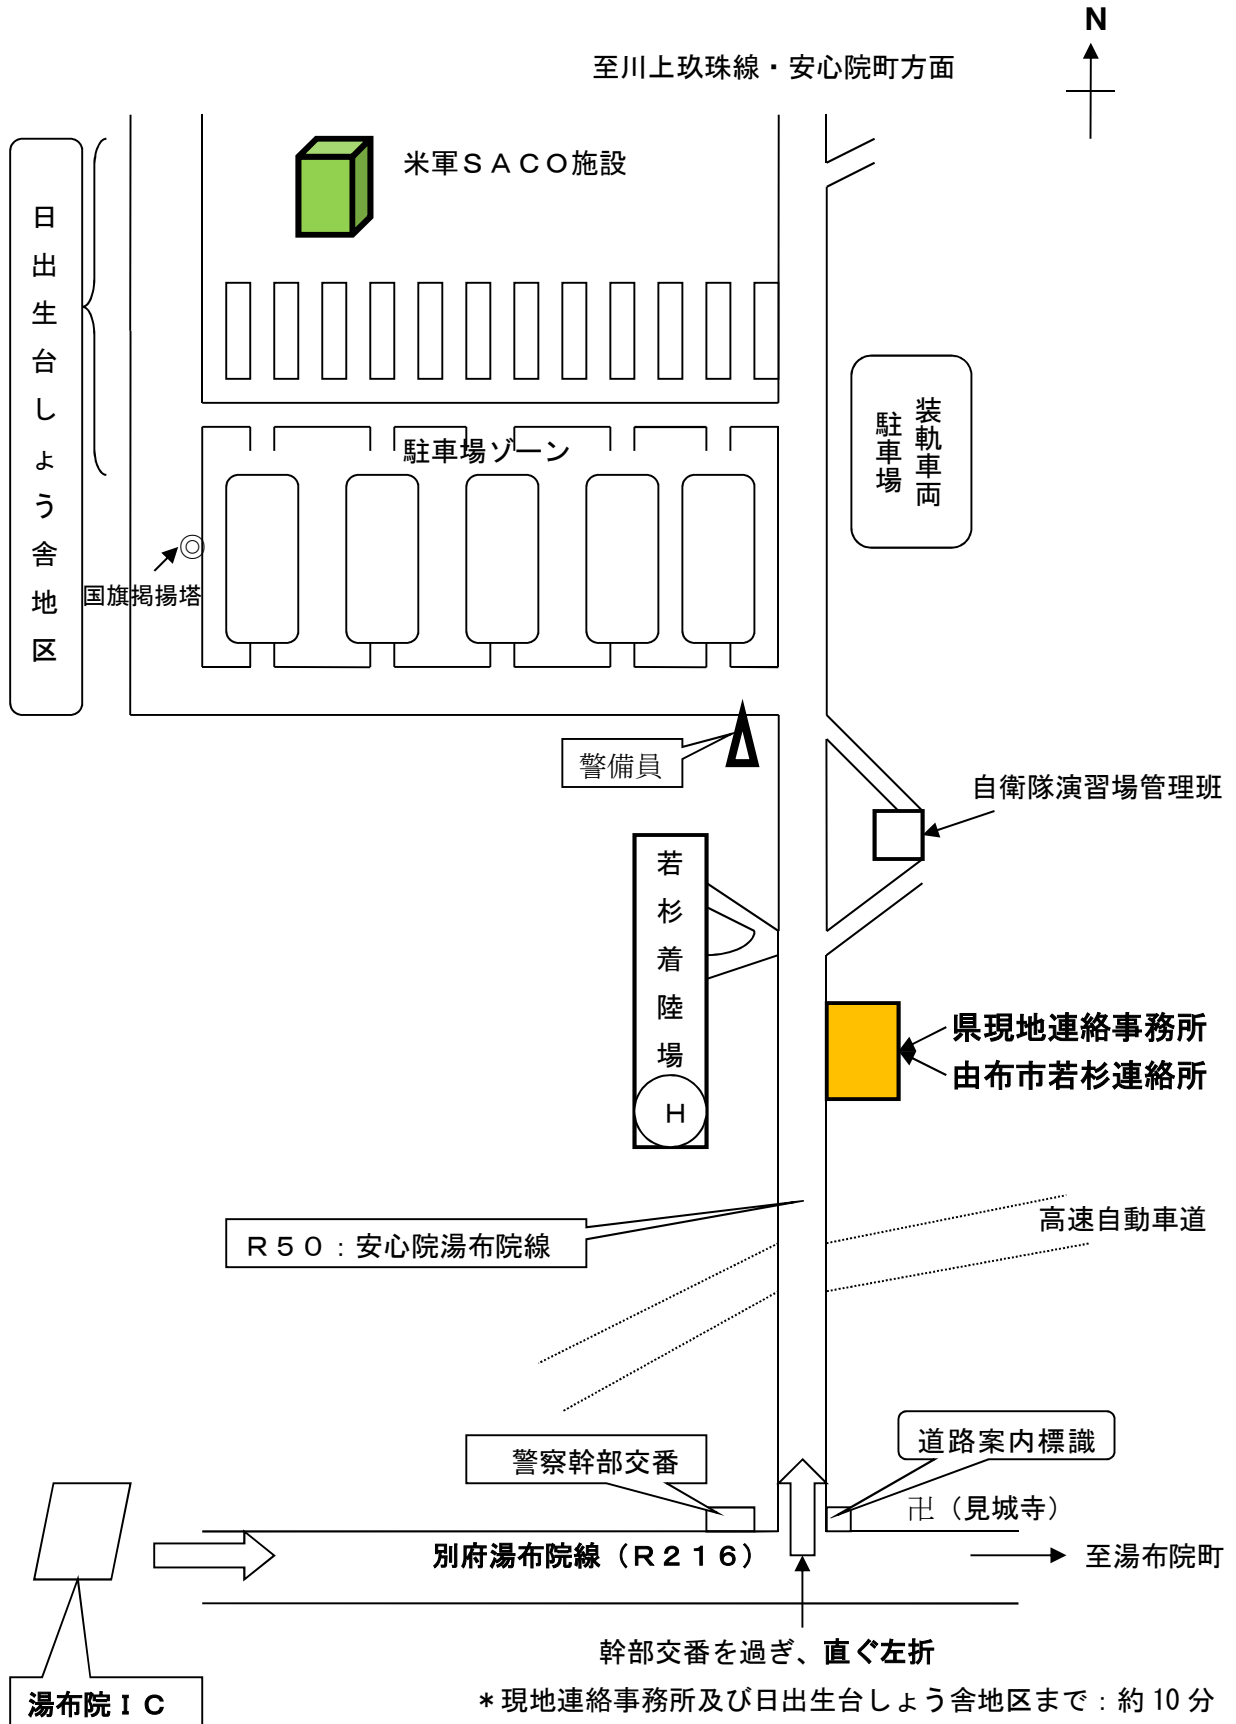 N
至川上玖珠線・安心院町方面
米軍ＳＡＣＯ施設
日出生台しょう舎地区
装軌車両
駐車場
駐車場ゾーン
国旗掲揚塔
警備員
自衛隊演習場管理班
若杉着陸場
Ｈ
県現地連絡事務所
由布市若杉連絡所
Ｒ５０：安心院湯布院線
高速自動車道
警察幹部交番
道路案内標識
卍（見城寺）
別府湯布院線（Ｒ２１６）
至湯布院町
幹部交番を過ぎ、直ぐ左折
湯布院ＩＣ
＊現地連絡事務所及び日出生台しょう舎地区まで：約10分